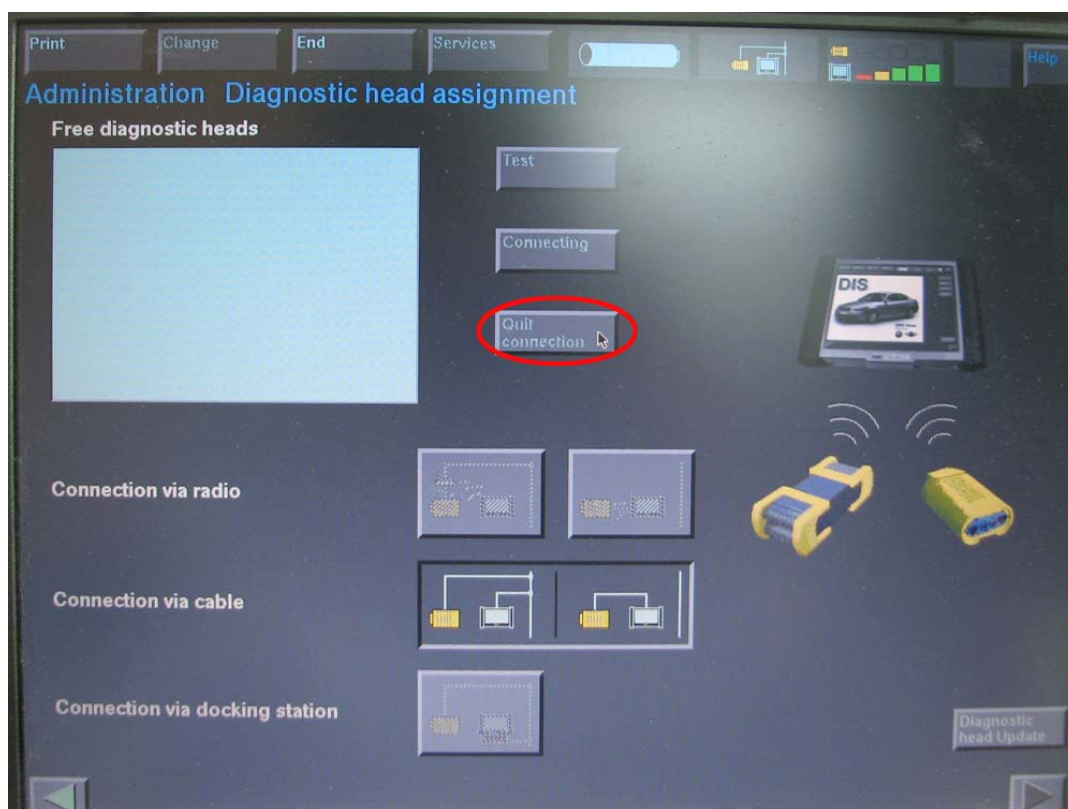 Print Change End Services Help
Administration Diagnostic head assignment
Free diagnostic heads
Test
Connecting
Quit
connection
DIS
Connection via radio
Connection via cable
Connection via docking station
Diagnostic
head Update